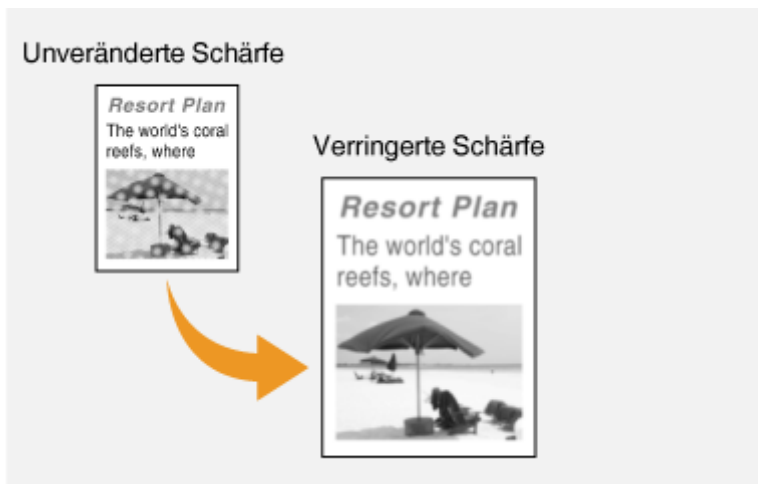 Unveränderte Schärfe
Resort Plan
The world's coral
reefs, where
Verringerte Schärfe
Resort Plan
The world's coral
reefs, where